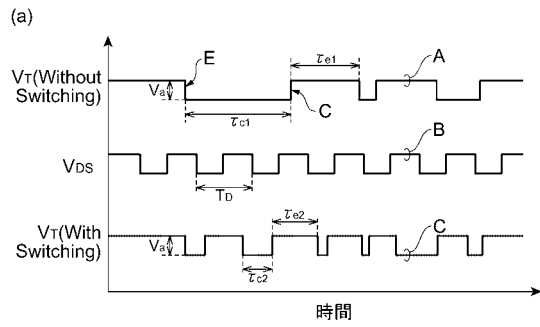 (a)
E
τe1
A
VT(Without Switching)
Va
τc1
C
B
VDS
TD
VT(With Switching)
Va
τe2
C
τc2
時間